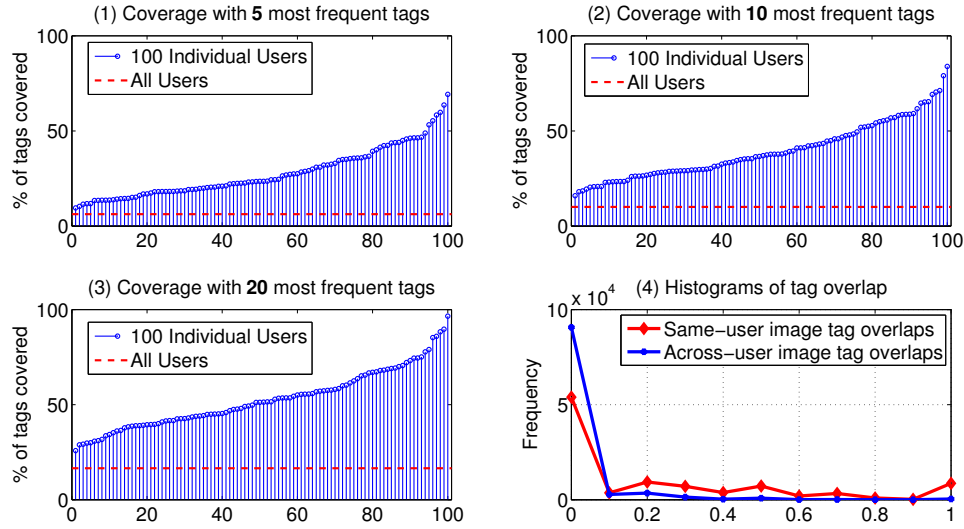 (1) Coverage with 5 most frequent tags
% of tags covered
100
50
0
0 20 40 60 80 100
100 Individual Users
All Users
(2) Coverage with 10 most frequent tags
% of tags covered
100
50
0
0 20 40 60 80 100
100 Individual Users
All Users
(3) Coverage with 20 most frequent tags
% of tags covered
100
50
0
0 20 40 60 80 100
100 Individual Users
All Users
(4) Histograms of tag overlap
x 10^4
Frequency
10
5
0
0 0.2 0.4 0.6 0.8 1
Same−user image tag overlaps
Across−user image tag overlaps